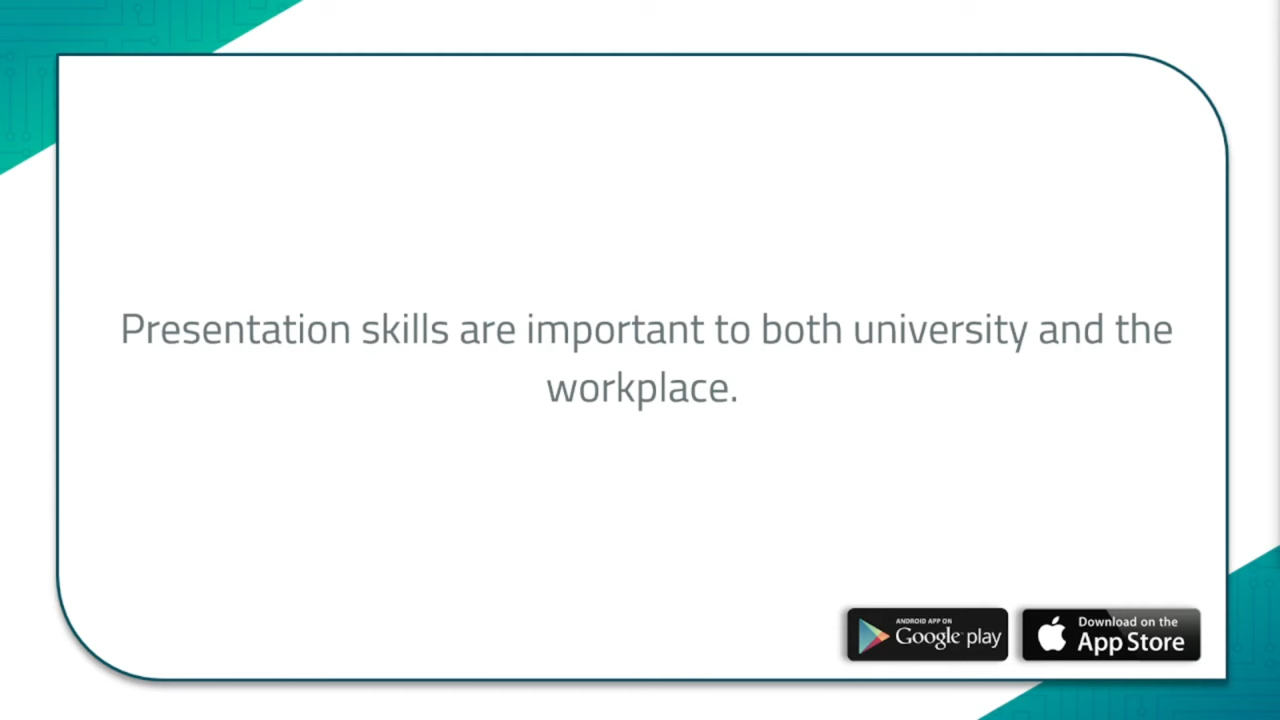 Presentation skills are important to both university and the
workplace.
ANDROID APP ON
Google play
Download on the
App Store